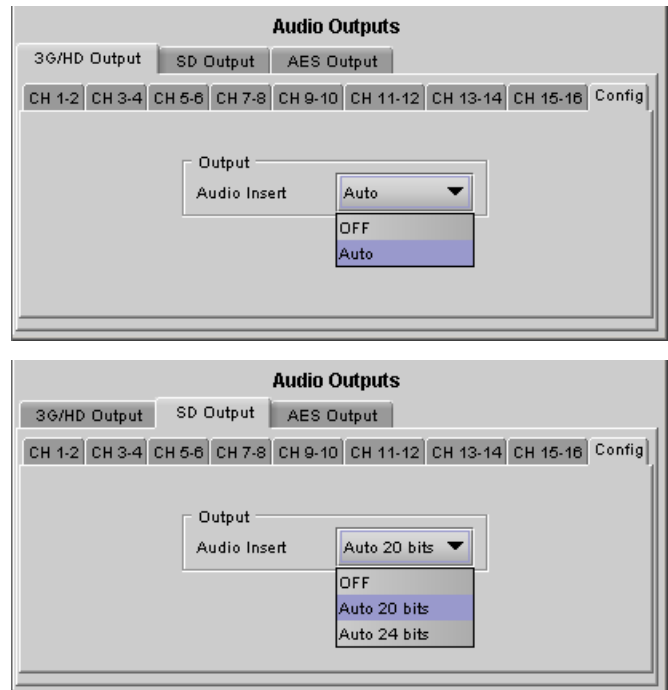 Audio Outputs
3G/HD Output SD Output AES Output
CH 1-2 CH 3-4 CH 5-6 CH 7-8 CH 9-10 CH 11-12 CH 13-14 CH 15-16 Config
Output
Audio Insert Auto
OFF
Auto
Audio Outputs
3G/HD Output SD Output AES Output
CH 1-2 CH 3-4 CH 5-6 CH 7-8 CH 9-10 CH 11-12 CH 13-14 CH 15-16 Config
Output
Audio Insert Auto 20 bits
OFF
Auto 20 bits
Auto 24 bits